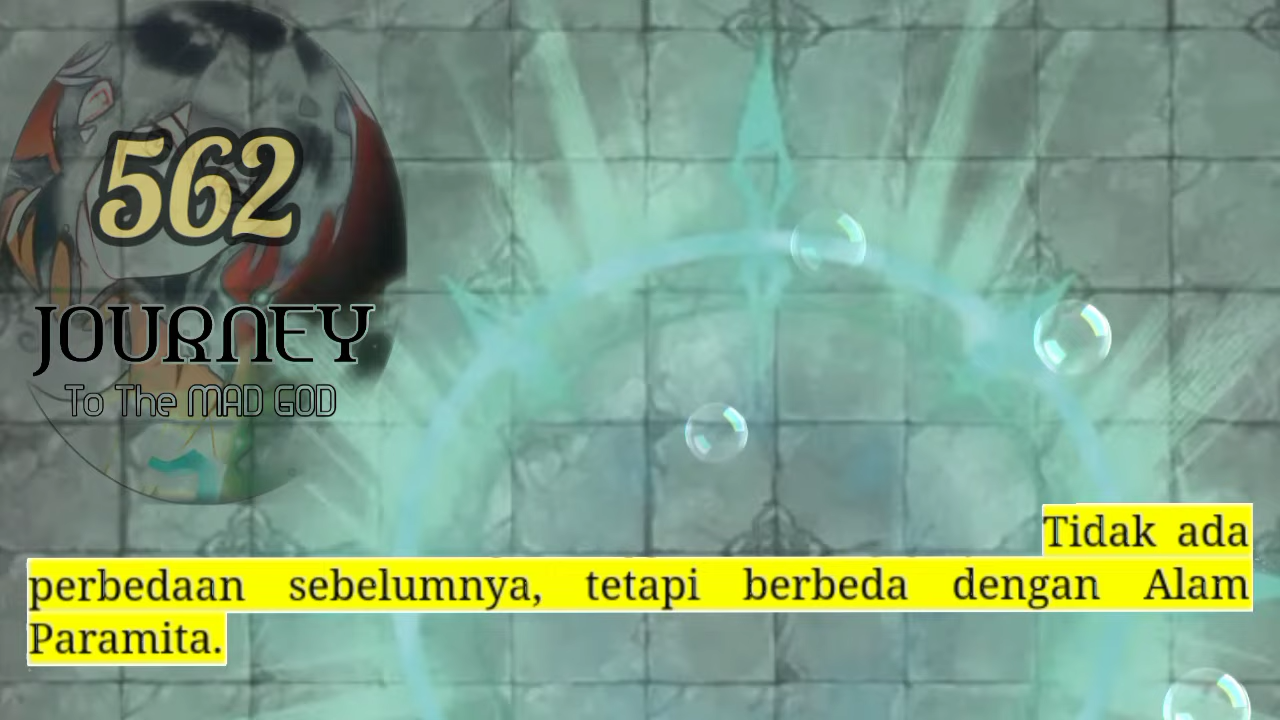 562
JOURNEY
To The MAD GOD
Tidak ada
perbedaan sebelumnya, tetapi berbeda dengan Alam
Paramita.